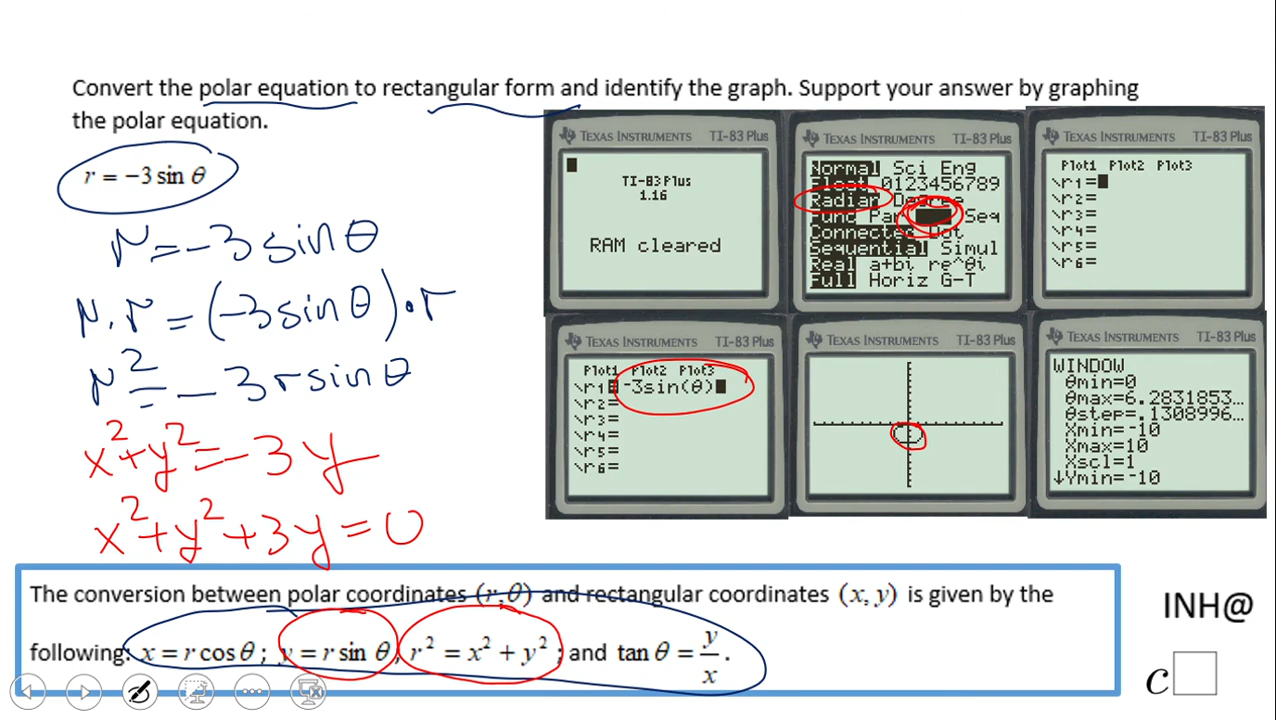 Convert the polar equation to rectangular form and identify the graph. Support your answer by graphing
the polar equation.
r = −3 sin θ
r = −3 sin θ
r . r = (−3 sin θ) • r
r² = −3 r sin θ
x² + y² = −3 y
x² + y² + 3y = 0
TEXAS INSTRUMENTS TI-83 Plus
TI-83 Plus
1.16
RAM cleared
TEXAS INSTRUMENTS TI-83 Plus
Normal Sci Eng
Float 0123456789
Radian Degree
Func Par Seq
Connected Dot
Sequential Simul
Real a+bi re^θi
Full Horiz G-T
TEXAS INSTRUMENTS TI-83 Plus
Plot1 Plot2 Plot3
\r1=
\r2=
\r3=
\r4=
\r5=
\r6=
TEXAS INSTRUMENTS TI-83 Plus
Plot1 Plot2 Plot3
\r1=-3sin(θ)
\r2=
\r3=
\r4=
\r5=
\r6=
TEXAS INSTRUMENTS TI-83 Plus
TEXAS INSTRUMENTS TI-83 Plus
WINDOW
θmin=0
θmax=6.2831853...
θstep=.1308996...
Xmin=-10
Xmax=10
Xscl=1
↓Ymin=-10
The conversion between polar coordinates (r, θ) and rectangular coordinates (x, y) is given by the
following: x = r cos θ ; y = r sin θ, r² = x² + y² ; and tan θ = y/x .
INH@
c